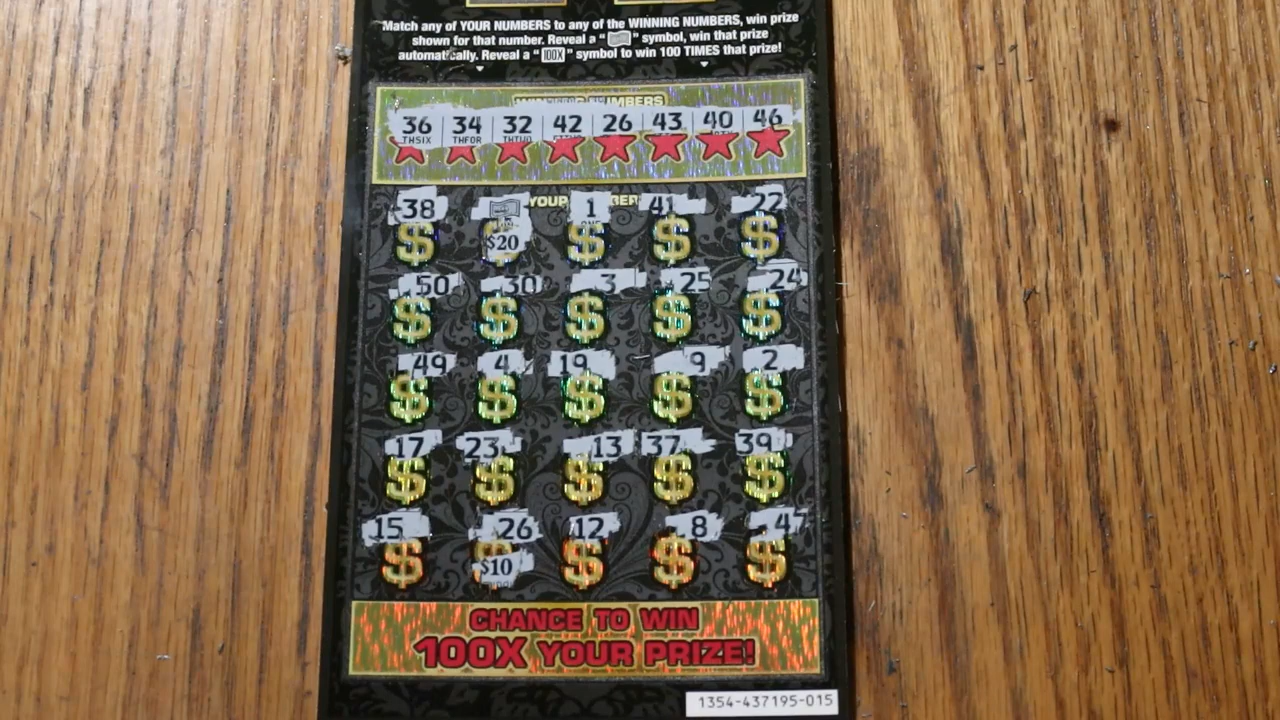 Match any of YOUR NUMBERS to any of the WINNING NUMBERS, win prize
shown for that number. Reveal a " " symbol, win that prize
automatically. Reveal a "100X" symbol to win 100 TIMES that prize!
WINNING NUMBERS
36 34 32 42 26 43 40 46
THSIX THFOR THTWO
YOUR NUMBERS
38 1 41 22
$ $20 $ $ $
50 30 3 25 24
$ $ $ $ $
49 4 19 9 2
$ $ $ $ $
17 23 13 37 39
$ $ $ $ $
15 26 12 8 47
$ $10 $ $ $
CHANCE TO WIN
100X YOUR PRIZE!
1354-437195-015